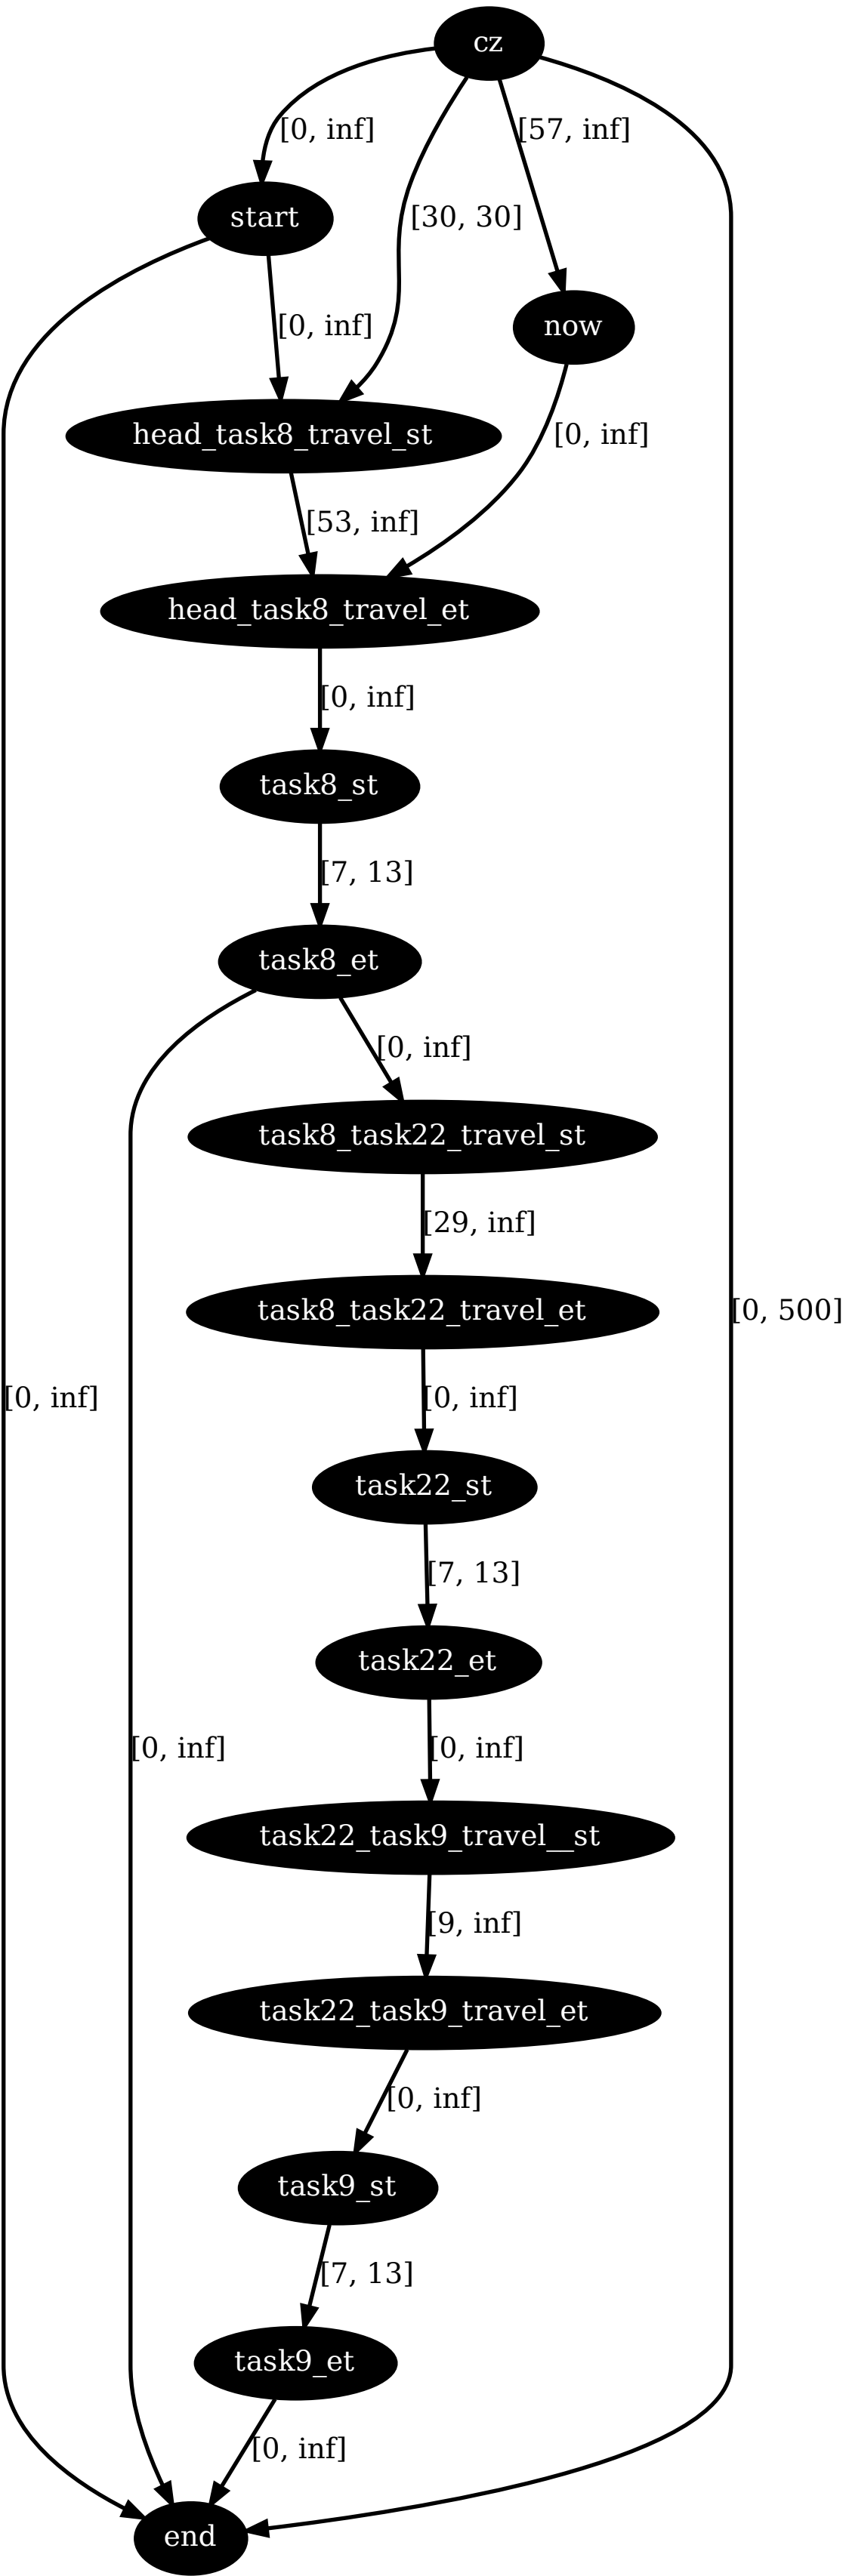 cz
[0, inf]
[57, inf]
start
[30, 30]
[0, inf]
now
head_task8_travel_st
[0, inf]
[53, inf]
head_task8_travel_et
[0, inf]
task8_st
[7, 13]
task8_et
[0, inf]
task8_task22_travel_st
[29, inf]
task8_task22_travel_et
[0, 500]
[0, inf]
[0, inf]
task22_st
[7, 13]
task22_et
[0, inf]
[0, inf]
task22_task9_travel__st
[9, inf]
task22_task9_travel_et
[0, inf]
task9_st
[7, 13]
task9_et
[0, inf]
end